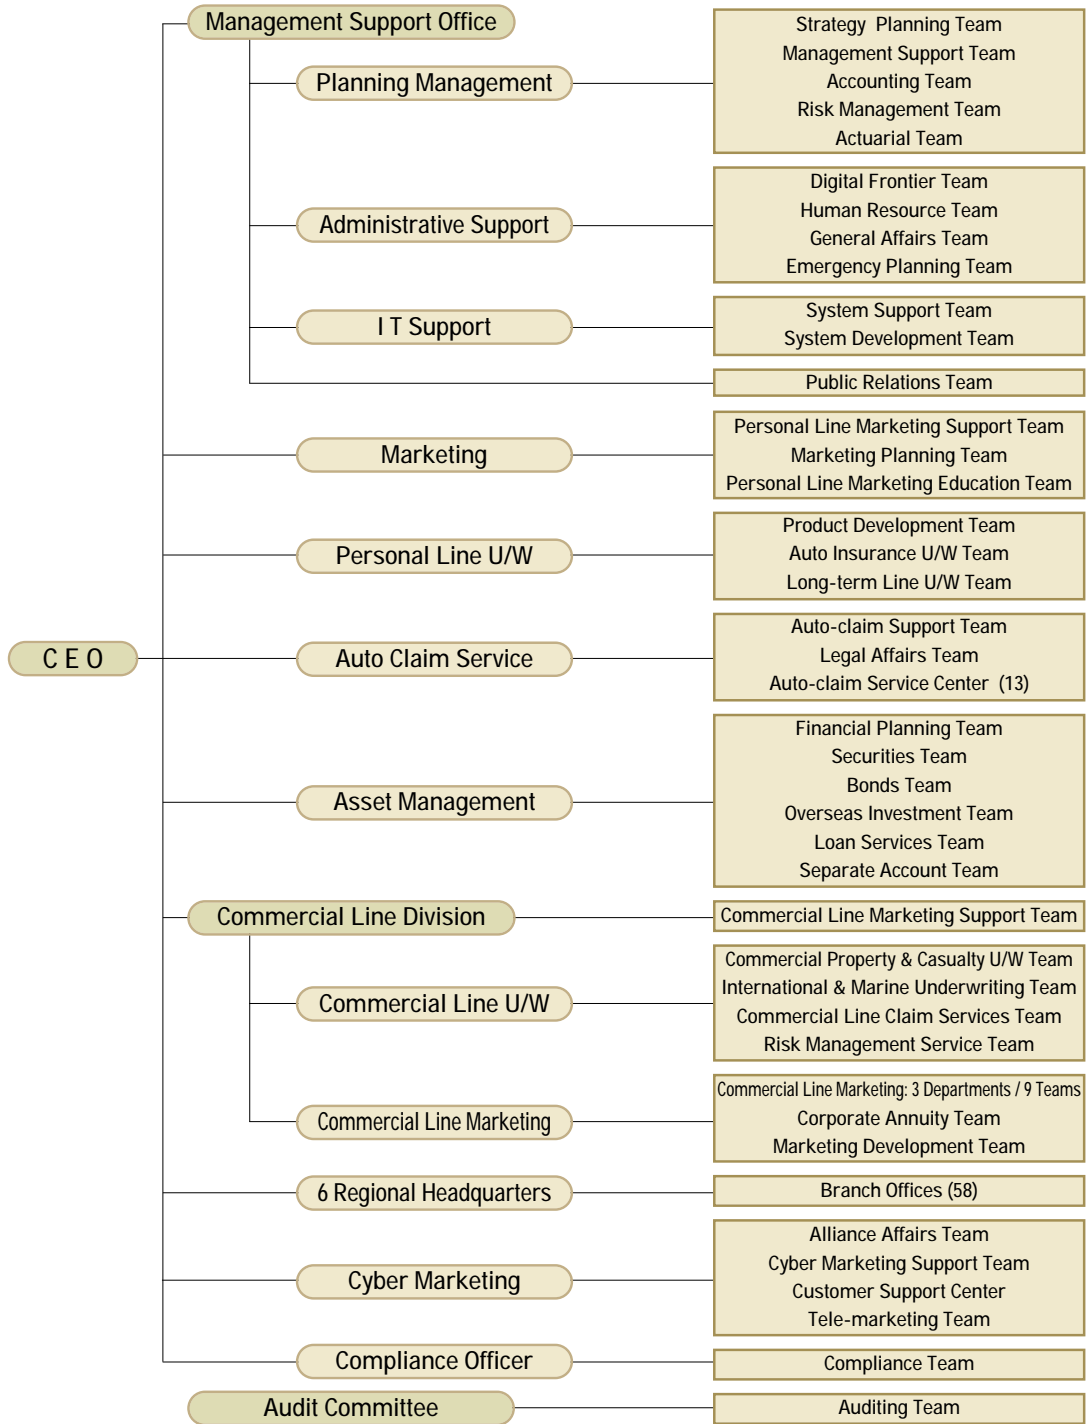 Management Support Office
Strategy Planning Team
Management Support Team
Planning Management
Accounting Team
Risk Management Team
Actuarial Team
Digital Frontier Team
Administrative Support
Human Resource Team
General Affairs Team
Emergency Planning Team
I T Support
System Support Team
System Development Team
Public Relations Team
Marketing
Personal Line Marketing Support Team
Marketing Planning Team
Personal Line Marketing Education Team
Personal Line U/W
Product Development Team
Auto Insurance U/W Team
Long-term Line U/W Team
C E O
Auto Claim Service
Auto-claim Support Team
Legal Affairs Team
Auto-claim Service Center (13)
Asset Management
Financial Planning Team
Securities Team
Bonds Team
Overseas Investment Team
Loan Services Team
Separate Account Team
Commercial Line Division
Commercial Line Marketing Support Team
Commercial Line U/W
Commercial Property & Casualty U/W Team
International & Marine Underwriting Team
Commercial Line Claim Services Team
Risk Management Service Team
Commercial Line Marketing
Commercial Line Marketing: 3 Departments / 9 Teams
Corporate Annuity Team
Marketing Development Team
6 Regional Headquarters
Branch Offices (58)
Cyber Marketing
Alliance Affairs Team
Cyber Marketing Support Team
Customer Support Center
Tele-marketing Team
Compliance Officer
Compliance Team
Audit Committee
Auditing Team